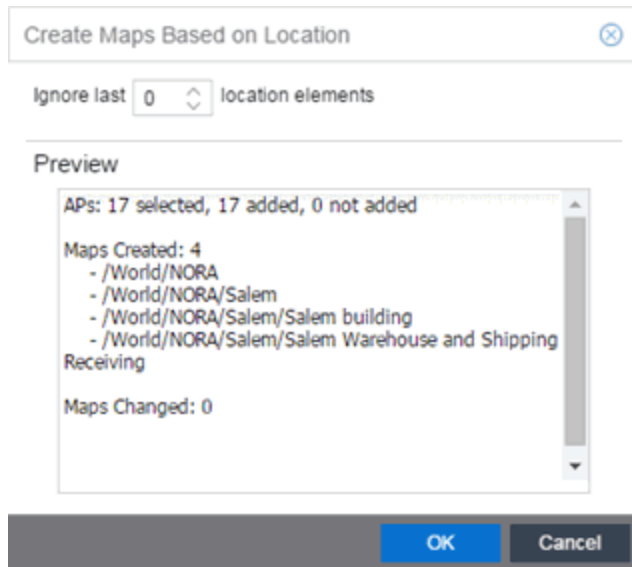 Create Maps Based on Location
Ignore last 0 location elements
Preview
APs: 17 selected, 17 added, 0 not added
Maps Created: 4
- /World/NORA
- /World/NORA/Salem
- /World/NORA/Salem/Salem building
- /World/NORA/Salem/Salem Warehouse and Shipping
Receiving
Maps Changed: 0
OK Cancel